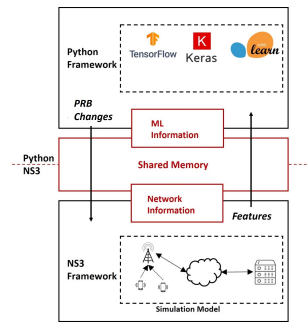 Python
Framework
TensorFlow
K
Keras
learn
PRB
Changes
ML
Information
Python
NS3
Shared Memory
Network
Information
Features
NS3
Framework
Simulation Model